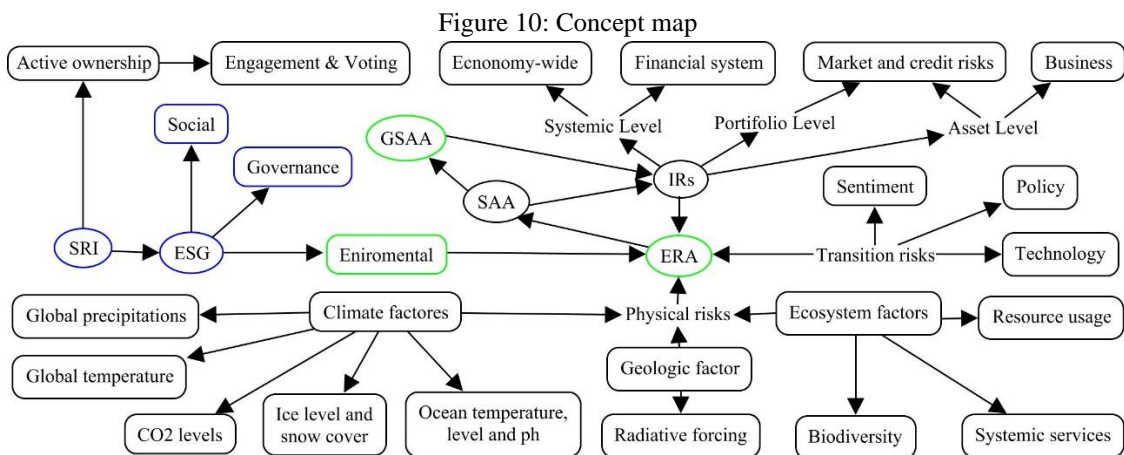 Figure 10: Concept map
Active ownership
Engagement & Voting
Ecnonomy-wide
Financial system
Market and credit risks
Business
Social
Systemic Level
Portifolio Level
Asset Level
GSAA
Governance
IRs
SAA
Sentiment
Policy
SRI
ESG
Eniromental
ERA
Transition risks
Technology
Global precipitations
Climate factores
Physical risks
Ecosystem factors
Resource usage
Global temperature
Geologic factor
CO2 levels
Ice level and
snow cover
Ocean temperature,
level and ph
Radiative forcing
Biodiversity
Systemic services